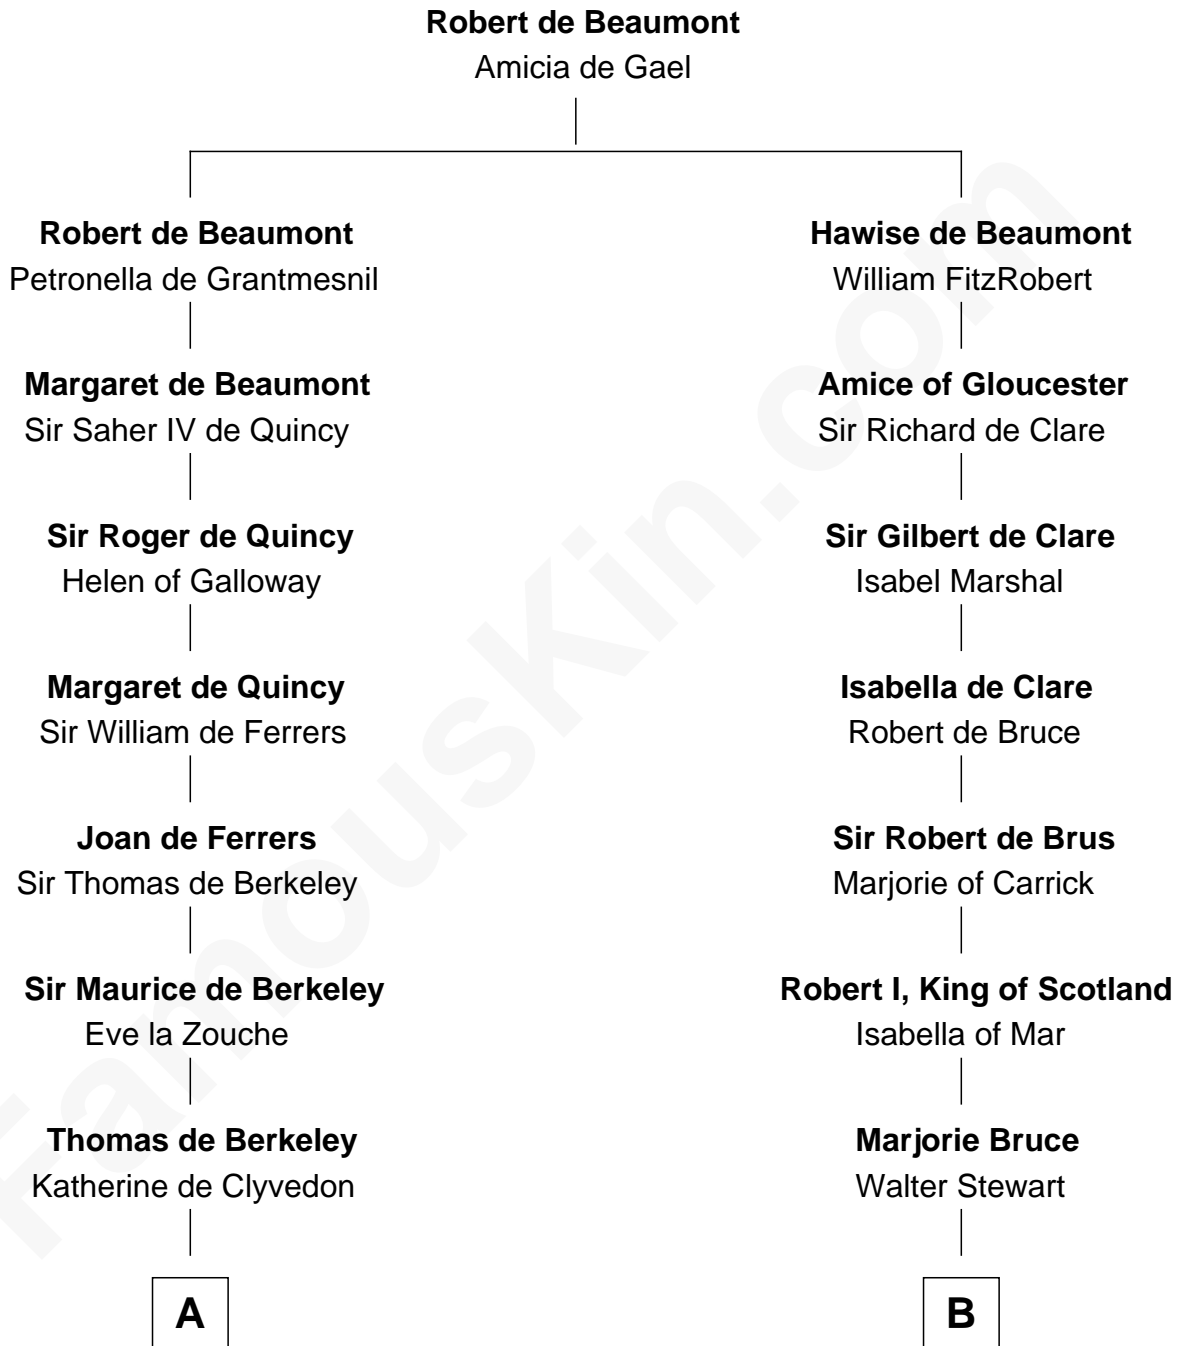 Robert de Beaumont
Amicia de Gael
Robert de Beaumont
Petronella de Grantmesnil
Hawise de Beaumont
William FitzRobert
Margaret de Beaumont
Sir Saher IV de Quincy
Amice of Gloucester
Sir Richard de Clare
Sir Roger de Quincy
Helen of Galloway
Sir Gilbert de Clare
Isabel Marshal
Margaret de Quincy
Sir William de Ferrers
Isabella de Clare
Robert de Bruce
Joan de Ferrers
Sir Thomas de Berkeley
Sir Robert de Brus
Marjorie of Carrick
Sir Maurice de Berkeley
Eve la Zouche
Robert I, King of Scotland
Isabella of Mar
Thomas de Berkeley
Katherine de Clyvedon
Marjorie Bruce
Walter Stewart
A
B
FamousKin.com